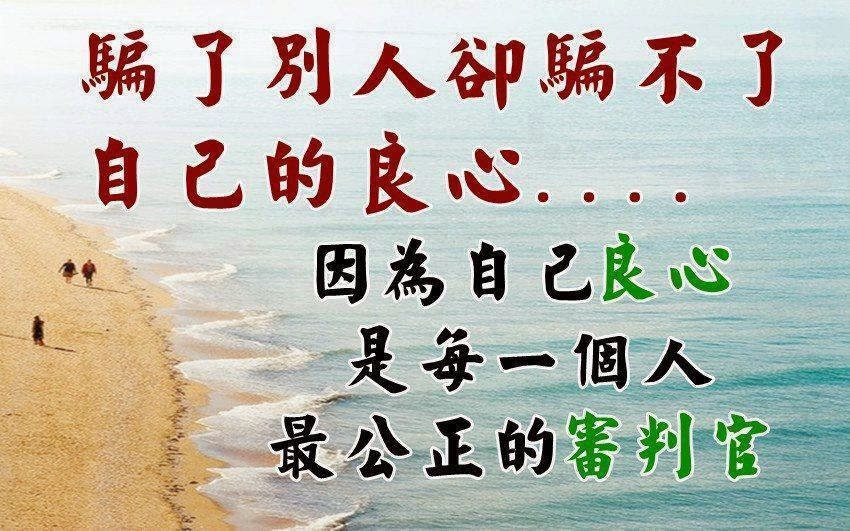 騙了別人卻騙不了
自己的良心....
因為自己良心
是每一個人
最公正的審判官